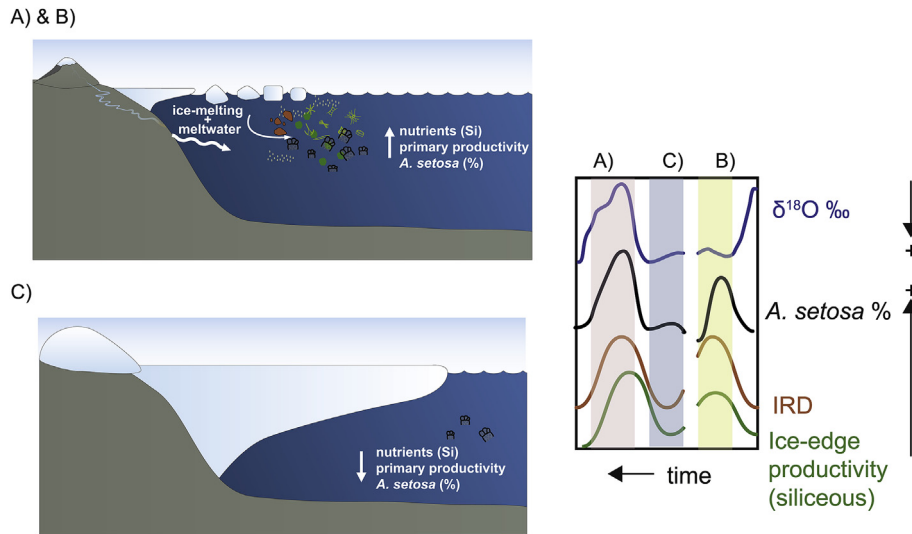 A) & B)
ice-melting
+
meltwater
nutrients (Si)
primary productivity
A. setosa (%)
C)
nutrients (Si)
primary productivity
A. setosa (%)
A) C) B)
δ¹⁸O ‰
+
+
A. setosa %
IRD
Ice-edge
productivity
(siliceous)
time